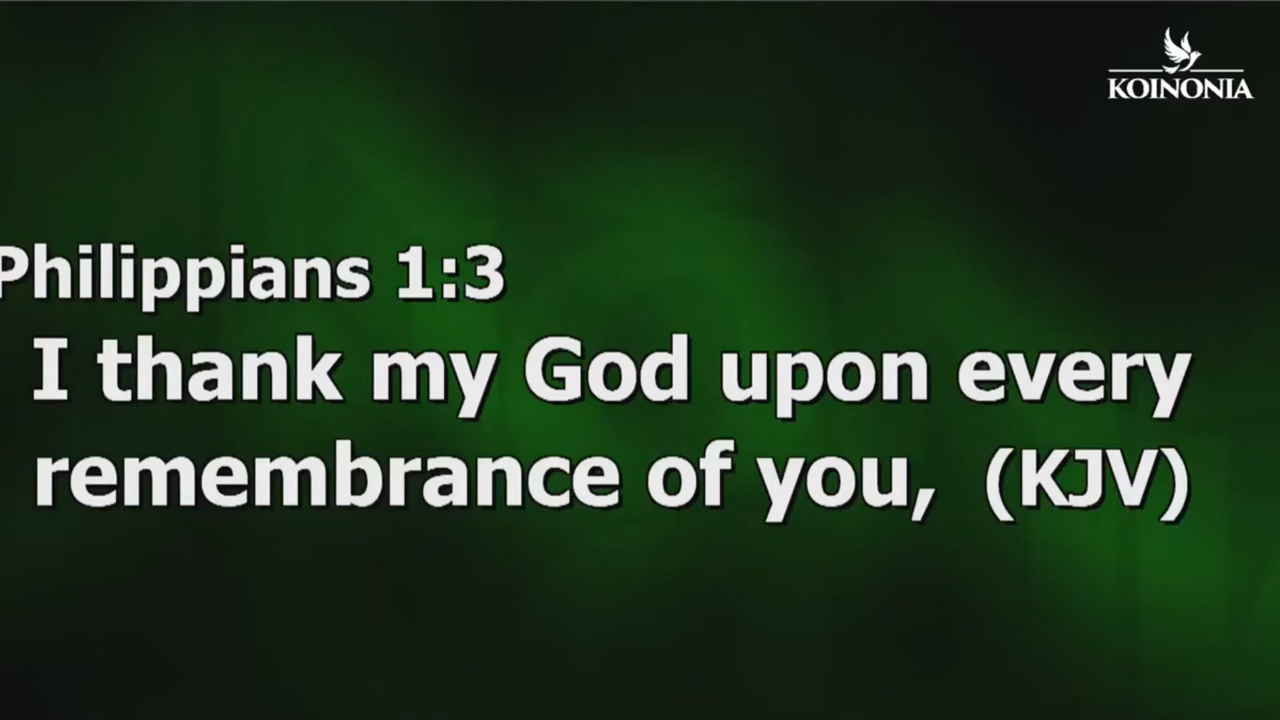 KOINONIA
Philippians 1:3
I thank my God upon every
remembrance of you, (KJV)